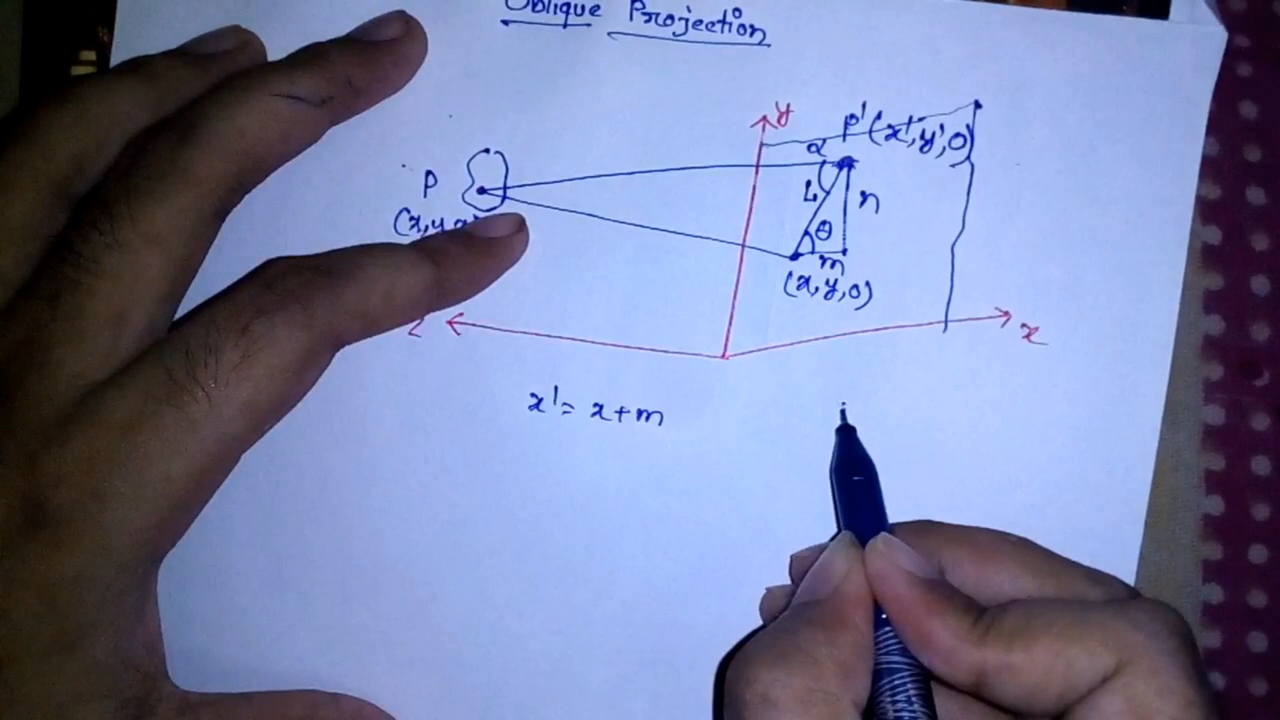 Oblique Projection
y
p' (x', y', 0)
α
P
L
n
θ
m
(x, y, 0)
z
x
x' = x+m